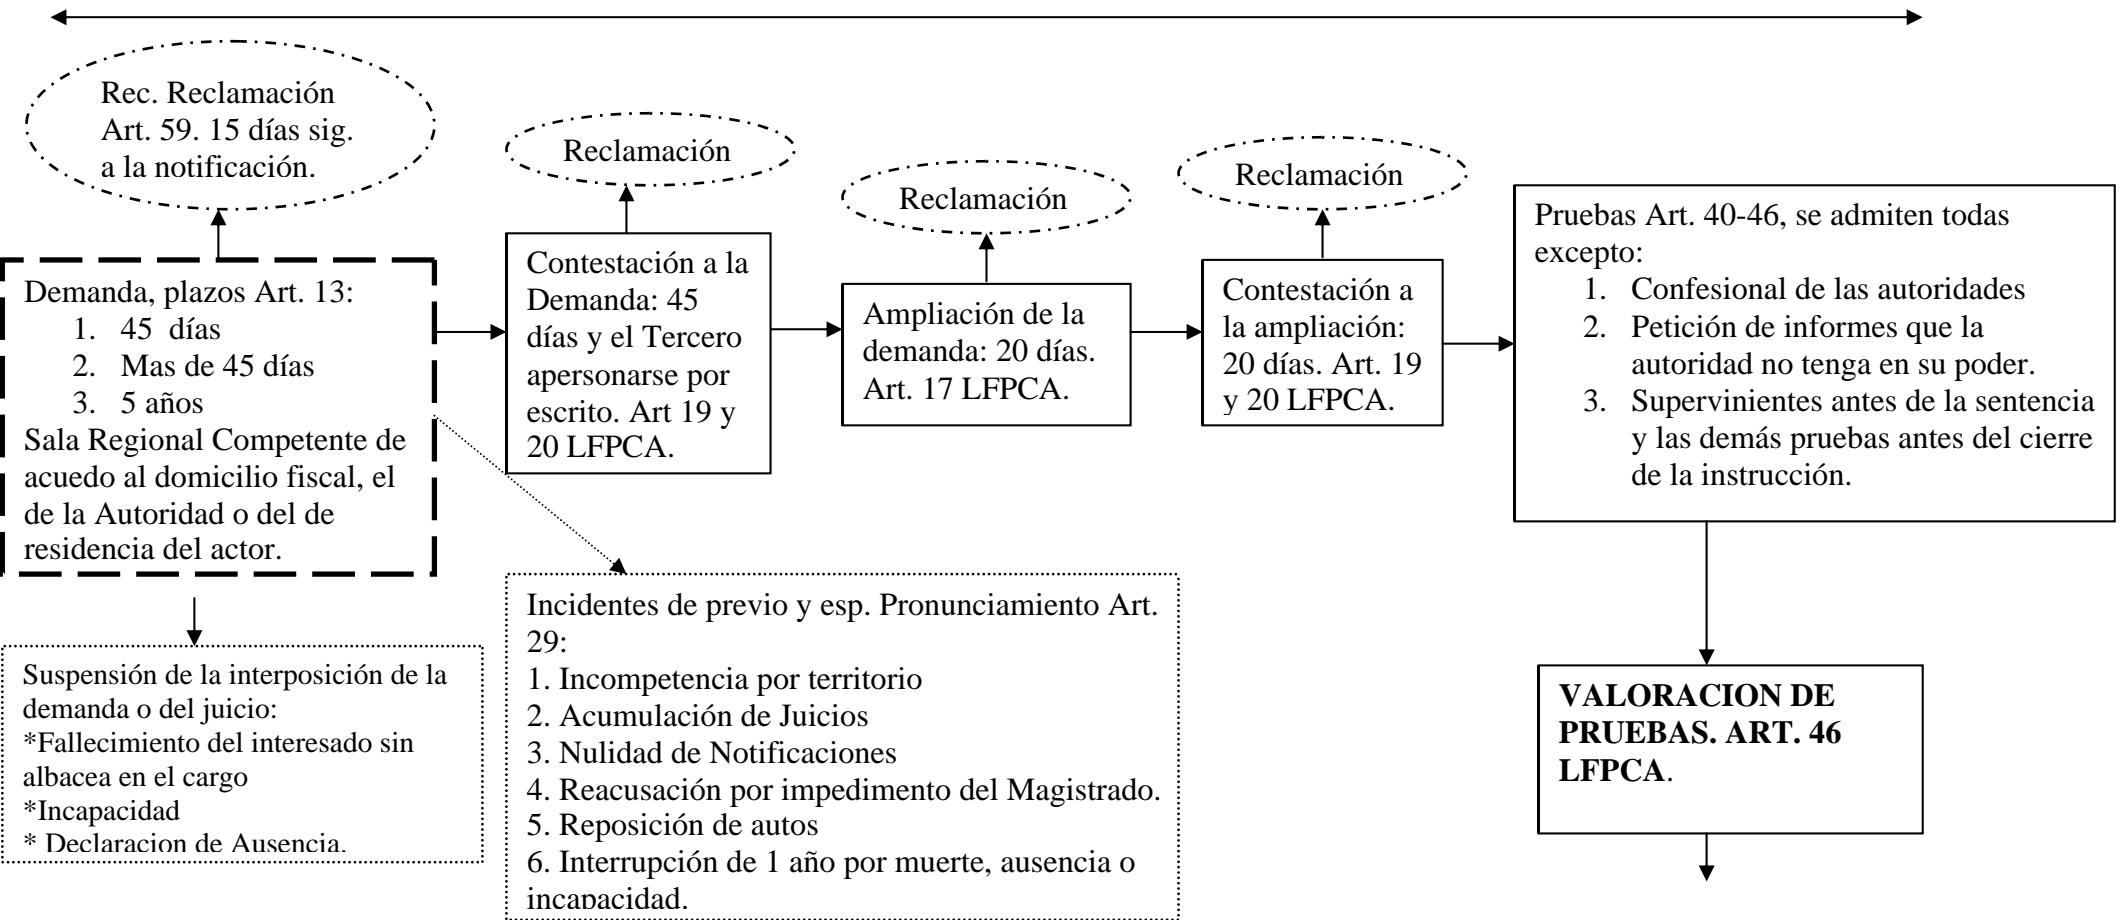 Rec. Reclamación
Art. 59. 15 días sig.
a la notificación.
Reclamación
Reclamación
Reclamación
Demanda, plazos Art. 13:
1. 45 días
2. Mas de 45 días
3. 5 años
Sala Regional Competente de
acuedo al domicilio fiscal, el
de la Autoridad o del de
residencia del actor.
Contestación a la
Demanda: 45
días y el Tercero
apersonarse por
escrito. Art 19 y
20 LFPCA.
Ampliación de la
demanda: 20 días.
Art. 17 LFPCA.
Contestación a
la ampliación:
20 días. Art. 19
y 20 LFPCA.
Pruebas Art. 40-46, se admiten todas
excepto:
1. Confesional de las autoridades
2. Petición de informes que la
autoridad no tenga en su poder.
3. Supervinientes antes de la sentencia
y las demás pruebas antes del cierre
de la instrucción.
Suspensión de la interposición de la
demanda o del juicio:
*Fallecimiento del interesado sin
albacea en el cargo
*Incapacidad
* Declaracion de Ausencia.
Incidentes de previo y esp. Pronunciamiento Art.
29:
1. Incompetencia por territorio
2. Acumulación de Juicios
3. Nulidad de Notificaciones
4. Reacusación por impedimento del Magistrado.
5. Reposición de autos
6. Interrupción de 1 año por muerte, ausencia o
incapacidad.
VALORACION DE
PRUEBAS. ART. 46
LFPCA.